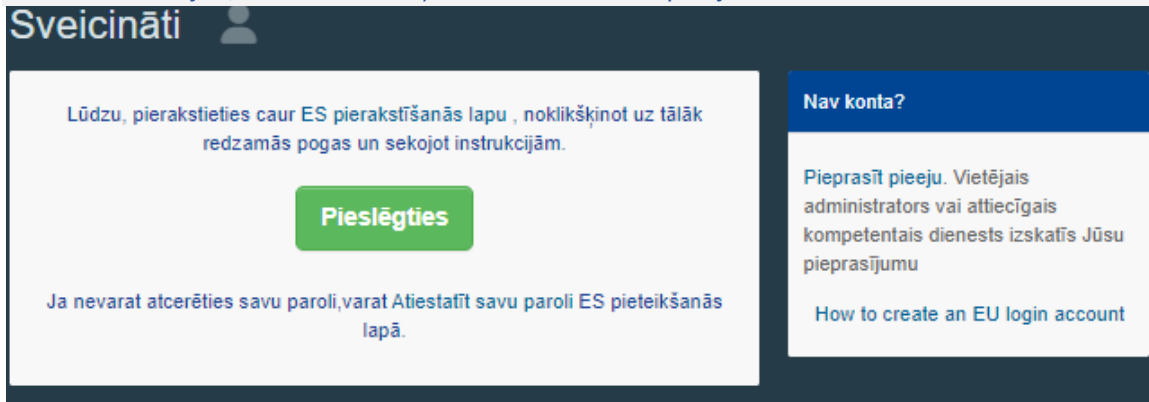 Sveicināti
Lūdzu, pierakstieties caur ES pierakstīšanās lapu , noklikšķinot uz tālāk
redzamās pogas un sekojot instrukcijām.
Pieslēgties
Ja nevarat atcerēties savu paroli,varat Atiestatīt savu paroli ES pieteikšanās
lapā.
Nav konta?
Pieprasīt pieeju. Vietējais
administrators vai attiecīgais
kompetentais dienests izskatīs Jūsu
pieprasījumu
How to create an EU login account